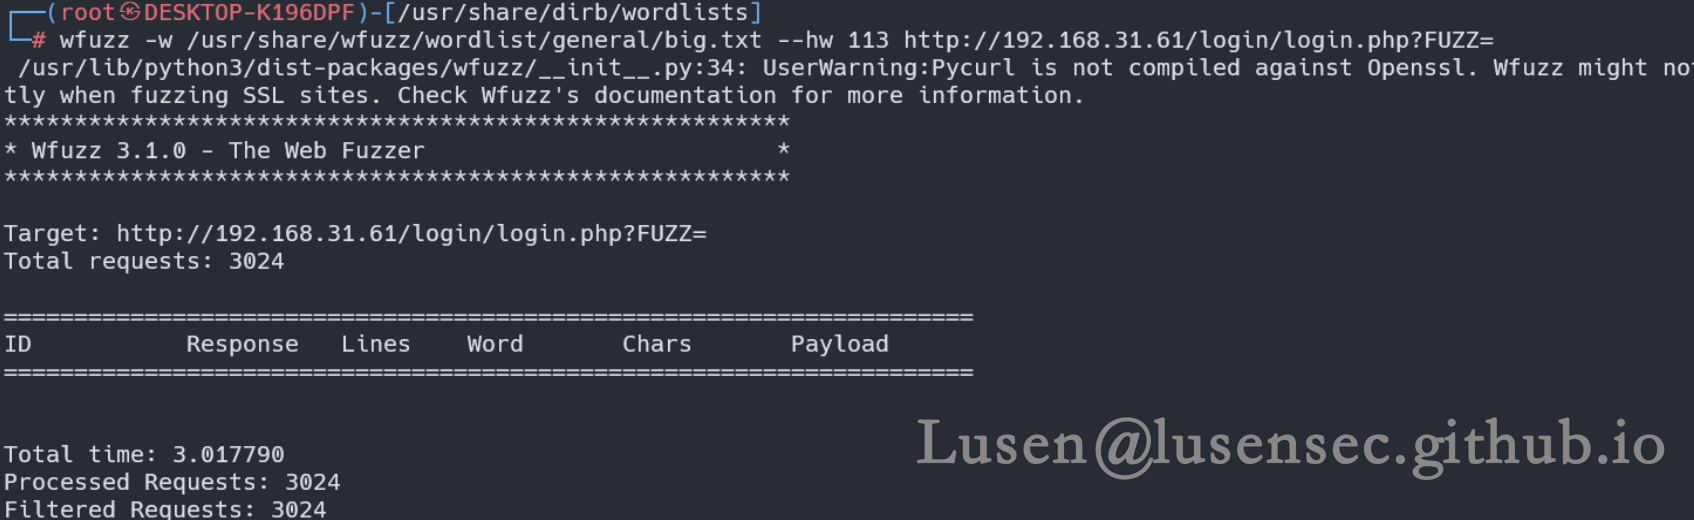 ┌──(root㉿DESKTOP-K196DPF)-[/usr/share/dirb/wordlists]
└─# wfuzz -w /usr/share/wfuzz/wordlist/general/big.txt --hw 113 http://192.168.31.61/login/login.php?FUZZ=
/usr/lib/python3/dist-packages/wfuzz/__init__.py:34: UserWarning:Pycurl is not compiled against Openssl. Wfuzz might not
tly when fuzzing SSL sites. Check Wfuzz's documentation for more information.
********************************************************
* Wfuzz 3.1.0 - The Web Fuzzer                         *
********************************************************
Target: http://192.168.31.61/login/login.php?FUZZ=
Total requests: 3024
=====================================================================
ID           Response   Lines    Word       Chars       Payload
=====================================================================
Lusen@lusensec.github.io
Total time: 3.017790
Processed Requests: 3024
Filtered Requests: 3024